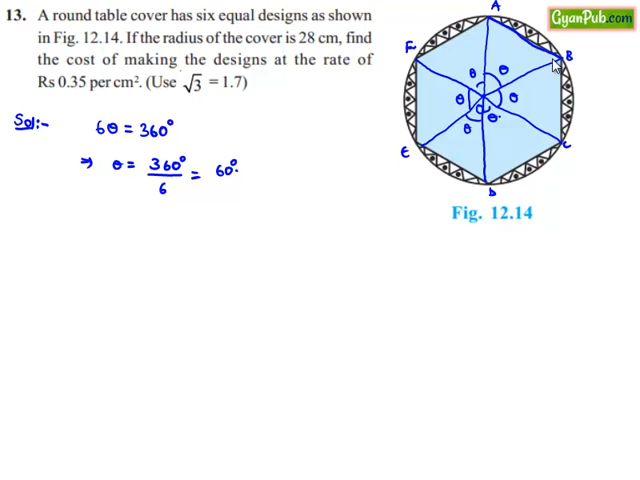 13. A round table cover has six equal designs as shown
in Fig. 12.14. If the radius of the cover is 28 cm, find
the cost of making the designs at the rate of
Rs 0.35 per cm². (Use √3 = 1.7)
GyanPub.com
Sol:-
6θ = 360°
⇒ θ = 360°/6 = 60°.
A
B
F
θ θ
θ θ
θ θ
E
C
D
Fig. 12.14